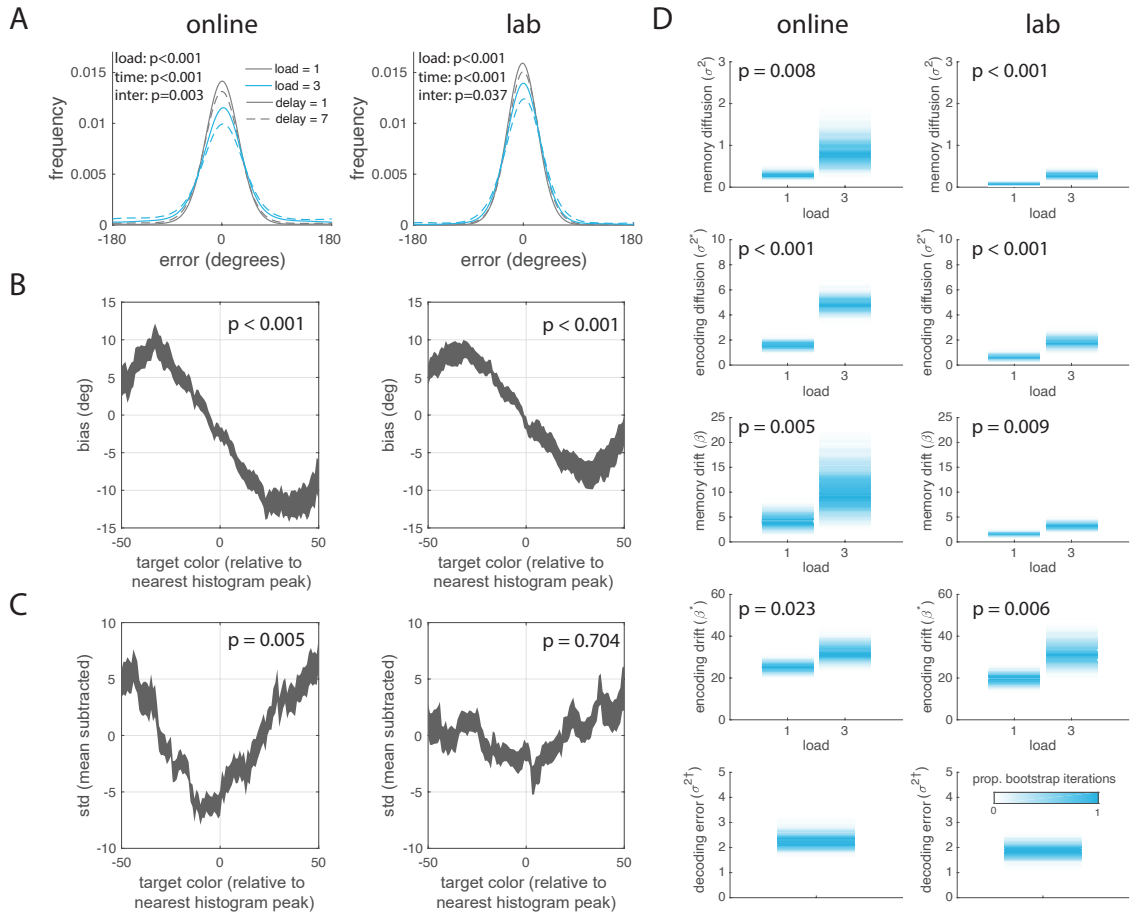 A
online
lab
load: p<0.001
time: p<0.001
inter: p=0.003
load = 1
load = 3
delay = 1
delay = 7
frequency
0.015
0.01
0.005
0
-180
0
180
error (degrees)
load: p<0.001
time: p<0.001
inter: p=0.037
frequency
0.015
0.01
0.005
0
-180
0
180
error (degrees)
B
p < 0.001
bias (deg)
15
10
5
0
-5
-10
-15
-50
0
50
target color (relative to
nearest histogram peak)
p < 0.001
bias (deg)
15
10
5
0
-5
-10
-15
-50
0
50
target color (relative to
nearest histogram peak)
C
p = 0.005
std (mean subtracted)
10
5
0
-5
-10
-50
0
50
target color (relative to
nearest histogram peak)
p = 0.704
std (mean subtracted)
10
5
0
-5
-10
-50
0
50
target color (relative to
nearest histogram peak)
D
online
lab
p = 0.008
memory diffusion (σ²)
3
2
1
0
1
3
load
p < 0.001
memory diffusion (σ²)
3
2
1
0
1
3
load
p < 0.001
encoding diffusion (σ²*)
10
8
6
4
2
0
1
3
load
p < 0.001
encoding diffusion (σ²*)
10
8
6
4
2
0
1
3
load
p = 0.005
memory drift (β)
25
20
15
10
5
0
1
3
load
p = 0.009
memory drift (β)
25
20
15
10
5
0
1
3
load
p = 0.023
encoding drift (β*)
60
40
20
0
1
3
load
p = 0.006
encoding drift (β*)
60
40
20
0
1
3
load
decoding error (σ²†)
5
4
3
2
1
0
decoding error (σ²†)
5
4
3
2
1
0
prop. bootstrap iterations
0
1